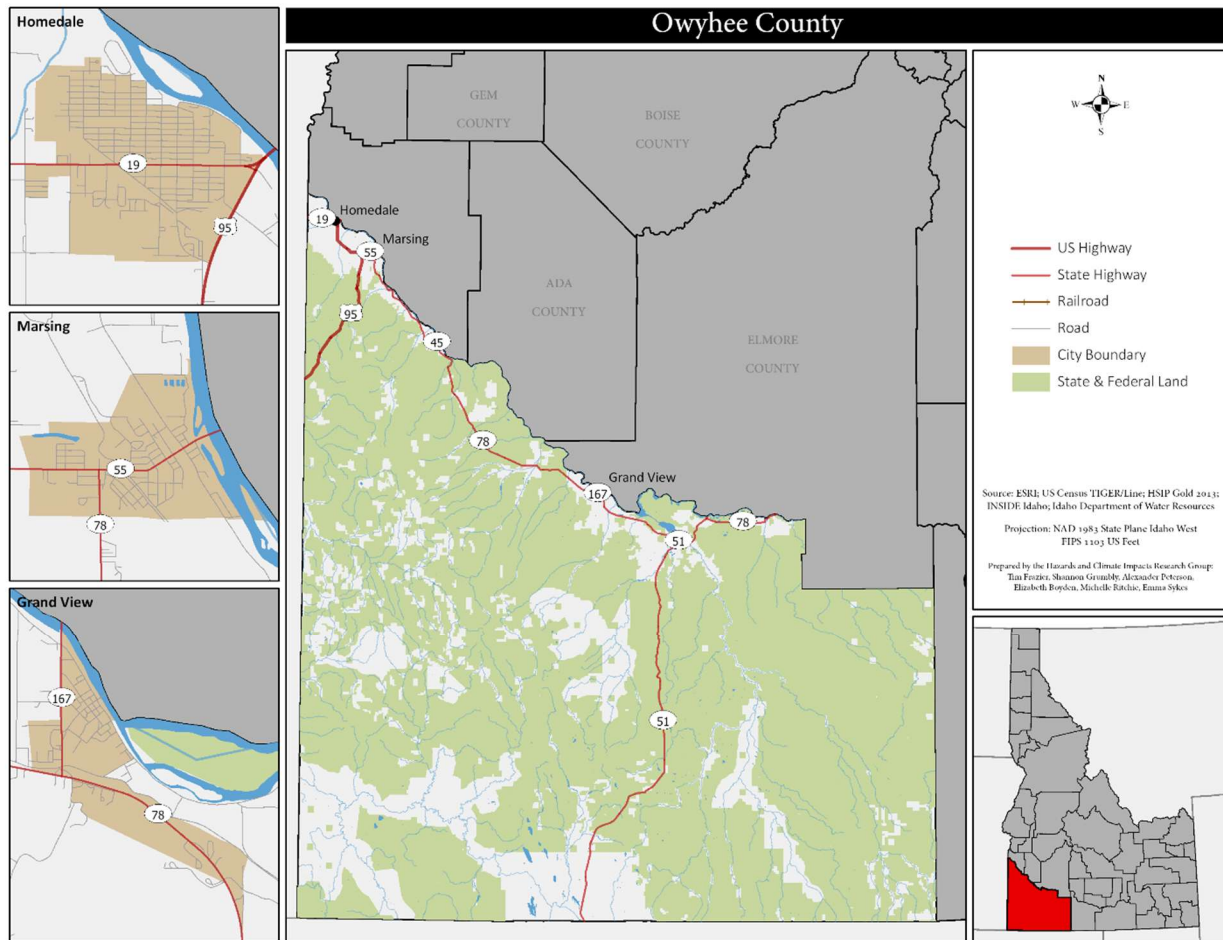 Homedale
19
95
Marsing
55
78
Grand View
167
78
Owyhee County
GEM
COUNTY
BOISE
COUNTY
19
Homedale
Marsing
55
ADA
COUNTY
95
45
ELMORE
COUNTY
78
Grand View
167
78
51
51
N
W
E
S
US Highway
State Highway
Railroad
Road
City Boundary
State & Federal Land
Source: ESRI; US Census TIGER/Line; HSIP Gold 2013;
INSIDE Idaho; Idaho Department of Water Resources
Projection: NAD 1983 State Plane Idaho West
FIPS 1103 US Feet
Prepared by the Hazards and Climate Impacts Research Group:
Tim Frazier, Shannon Grumbly, Alexander Peterson,
Elizabeth Boyden, Michelle Ritchie, Emma Sykes